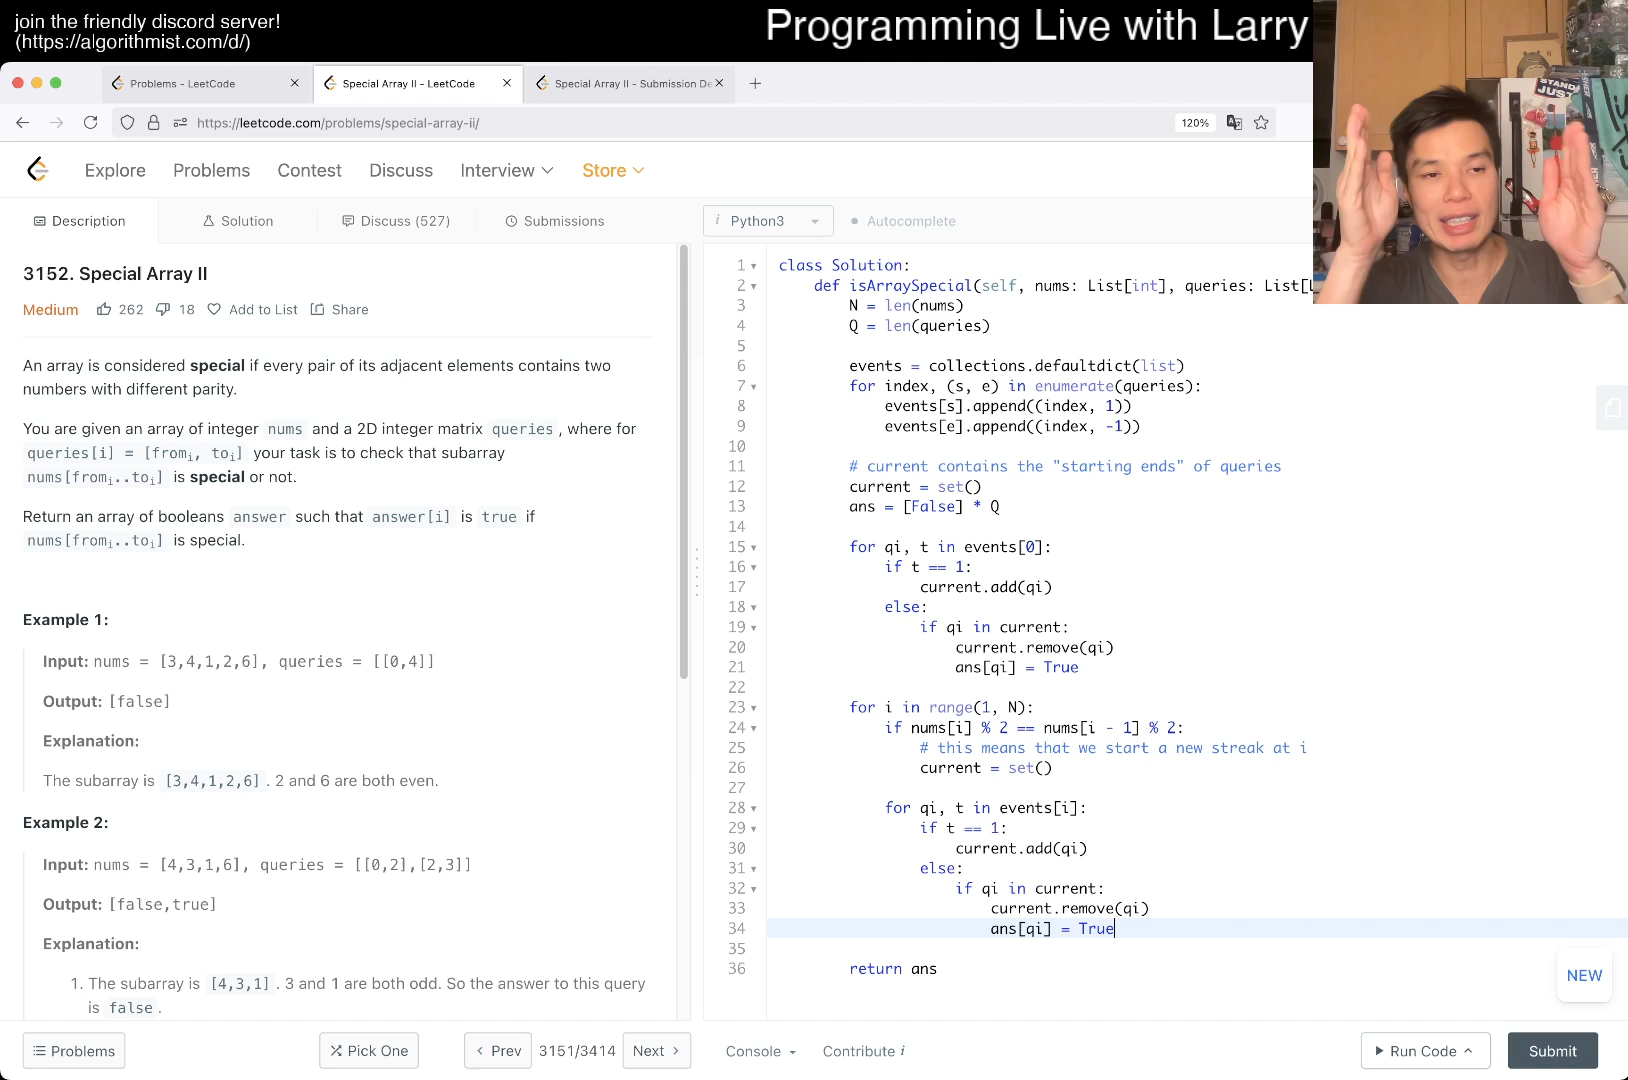 join the friendly discord server!
(https://algorithmist.com/d/)
Programming Live with Larry
Problems - LeetCode
Special Array II - LeetCode
Special Array II - Submission De
https://leetcode.com/problems/special-array-ii/
120%
Explore
Problems
Contest
Discuss
Interview
Store
Description
Solution
Discuss (527)
Submissions
i Python3
Autocomplete
3152. Special Array II
Medium
262
18
Add to List
Share
An array is considered special if every pair of its adjacent elements contains two
numbers with different parity.
You are given an array of integer nums and a 2D integer matrix queries, where for
queries[i] = [fromi, toi] your task is to check that subarray
nums[fromi..toi] is special or not.
Return an array of booleans answer such that answer[i] is true if
nums[fromi..toi] is special.
Example 1:
Input: nums = [3,4,1,2,6], queries = [[0,4]]
Output: [false]
Explanation:
The subarray is [3,4,1,2,6]. 2 and 6 are both even.
Example 2:
Input: nums = [4,3,1,6], queries = [[0,2],[2,3]]
Output: [false,true]
Explanation:
1. The subarray is [4,3,1]. 3 and 1 are both odd. So the answer to this query
is false.
1 class Solution:
2 def isArraySpecial(self, nums: List[int], queries: List[L
3 N = len(nums)
4 Q = len(queries)
5
6 events = collections.defaultdict(list)
7 for index, (s, e) in enumerate(queries):
8 events[s].append((index, 1))
9 events[e].append((index, -1))
10
11 # current contains the "starting ends" of queries
12 current = set()
13 ans = [False] * Q
14
15 for qi, t in events[0]:
16 if t == 1:
17 current.add(qi)
18 else:
19 if qi in current:
20 current.remove(qi)
21 ans[qi] = True
22
23 for i in range(1, N):
24 if nums[i] % 2 == nums[i - 1] % 2:
25 # this means that we start a new streak at i
26 current = set()
27
28 for qi, t in events[i]:
29 if t == 1:
30 current.add(qi)
31 else:
32 if qi in current:
33 current.remove(qi)
34 ans[qi] = True
35
36 return ans
NEW
Problems
Pick One
Prev
3151/3414
Next
Console
Contribute i
Run Code
Submit